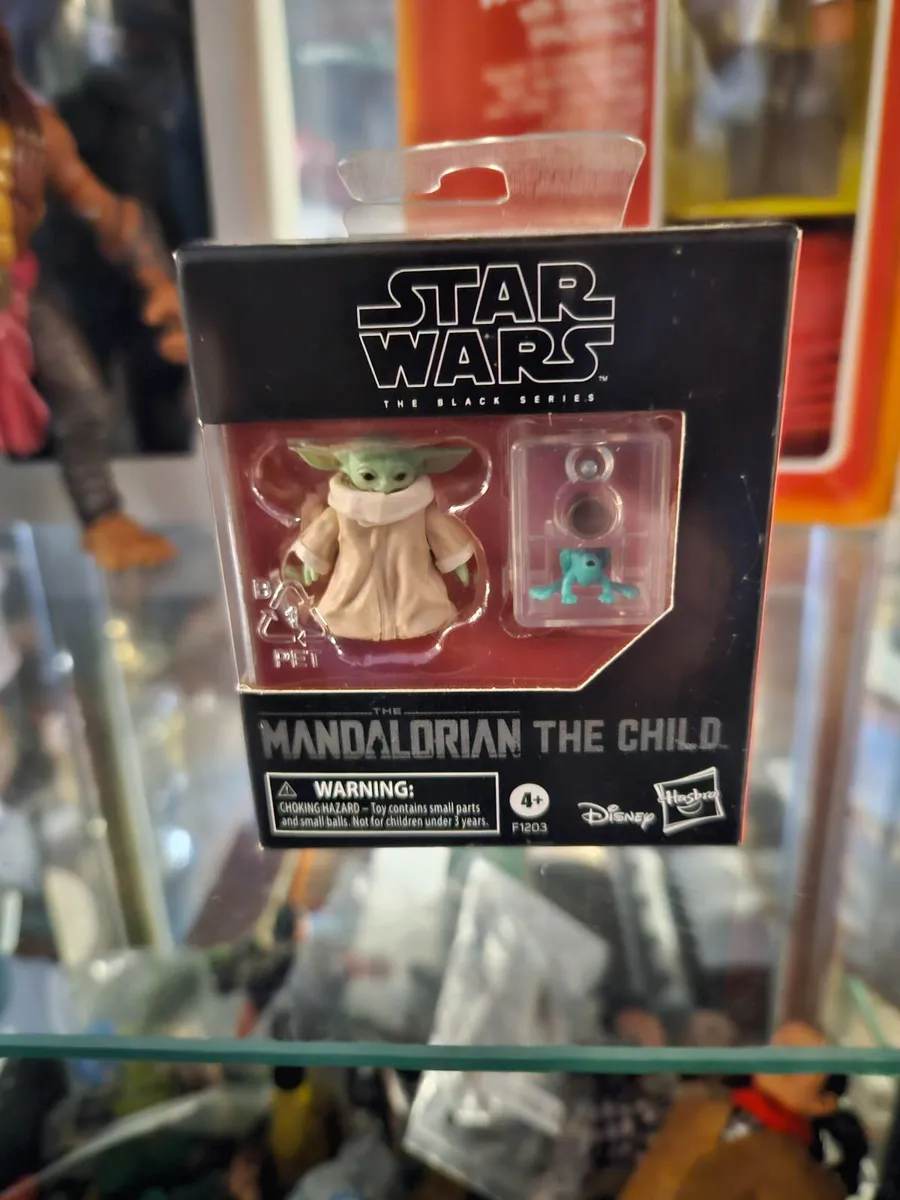 STAR
WARS™
THE BLACK SERIES
PET
THE
MANDALORIAN THE CHILD
WARNING:
CHOKING HAZARD – Toy contains small parts
and small balls. Not for children under 3 years.
4+
F1203
Disney
Hasbro